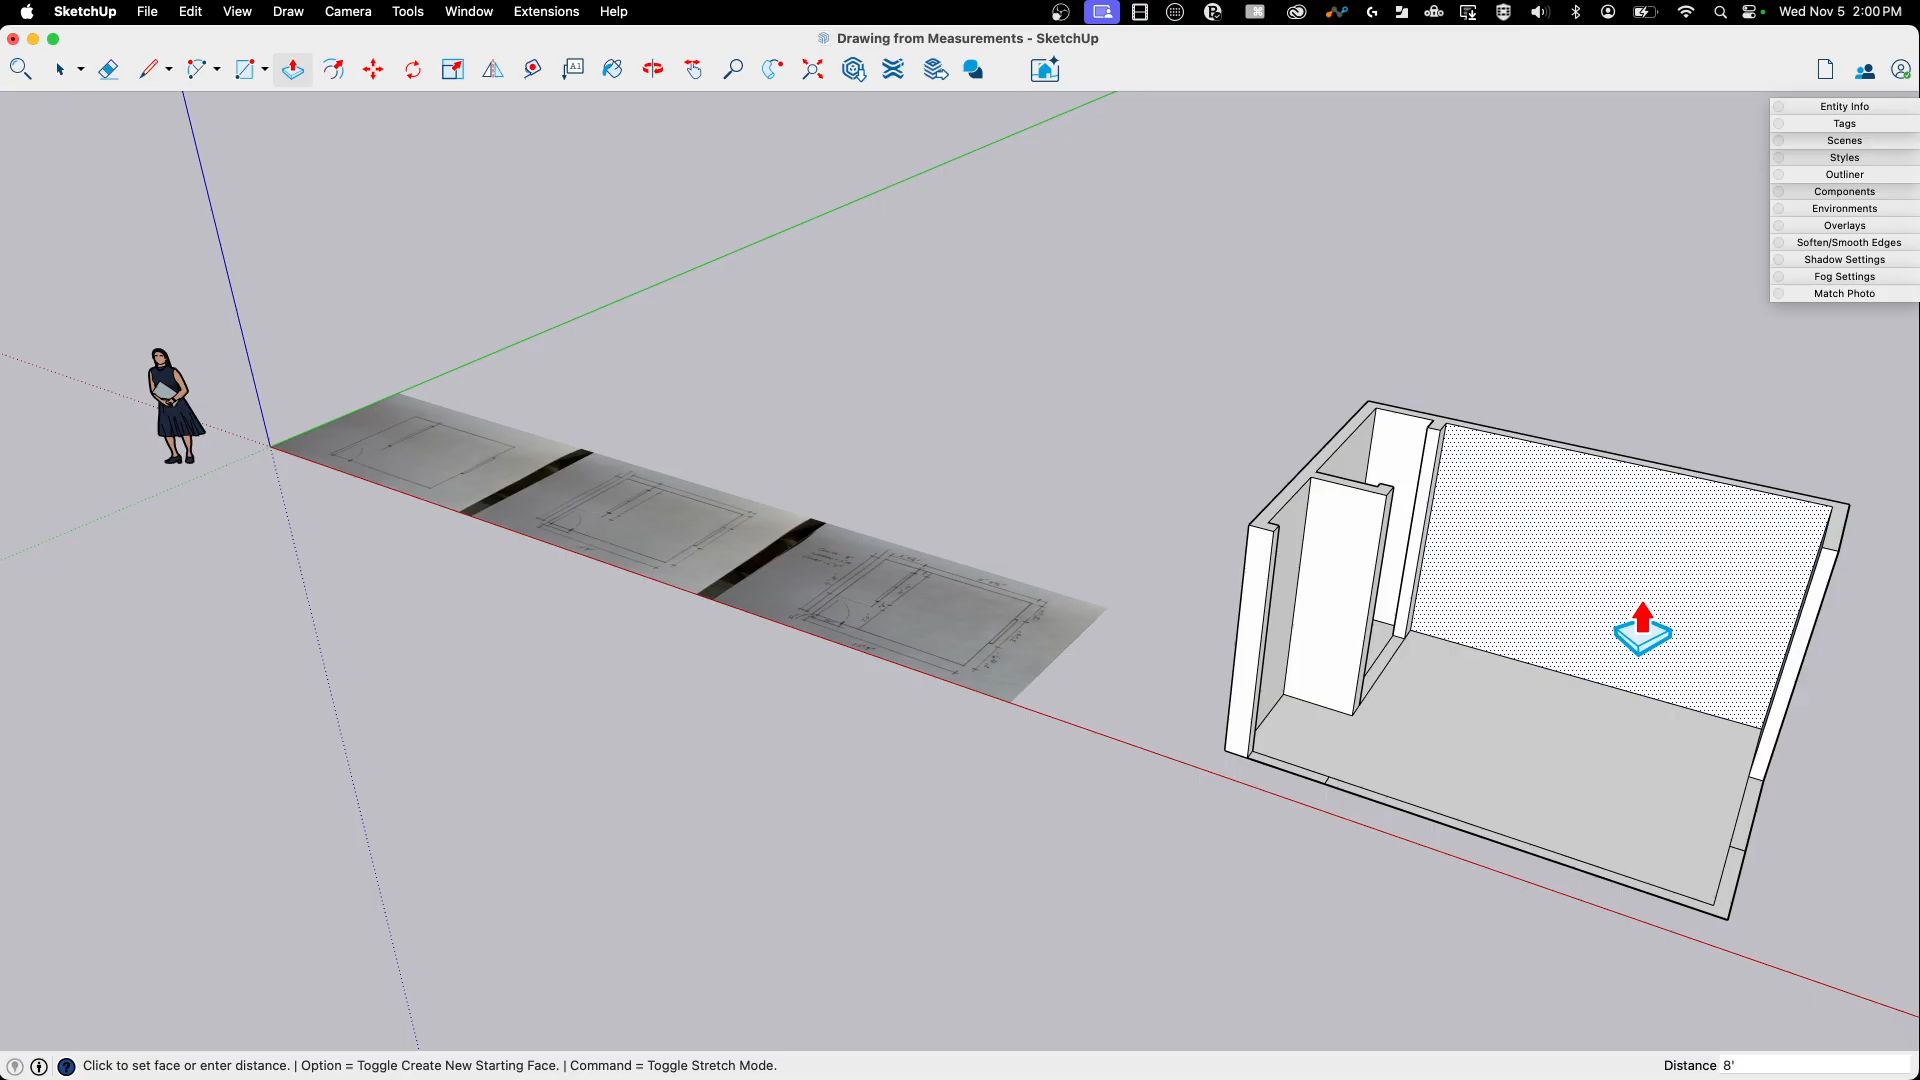 SketchUp File Edit View Draw Camera Tools Window Extensions Help
Wed Nov 5 2:00 PM
Drawing from Measurements - SketchUp
A1
Entity Info
Tags
Scenes
Styles
Outliner
Components
Environments
Overlays
Soften/Smooth Edges
Shadow Settings
Fog Settings
Match Photo
Click to set face or enter distance. | Option = Toggle Create New Starting Face. | Command = Toggle Stretch Mode.
Distance 8'